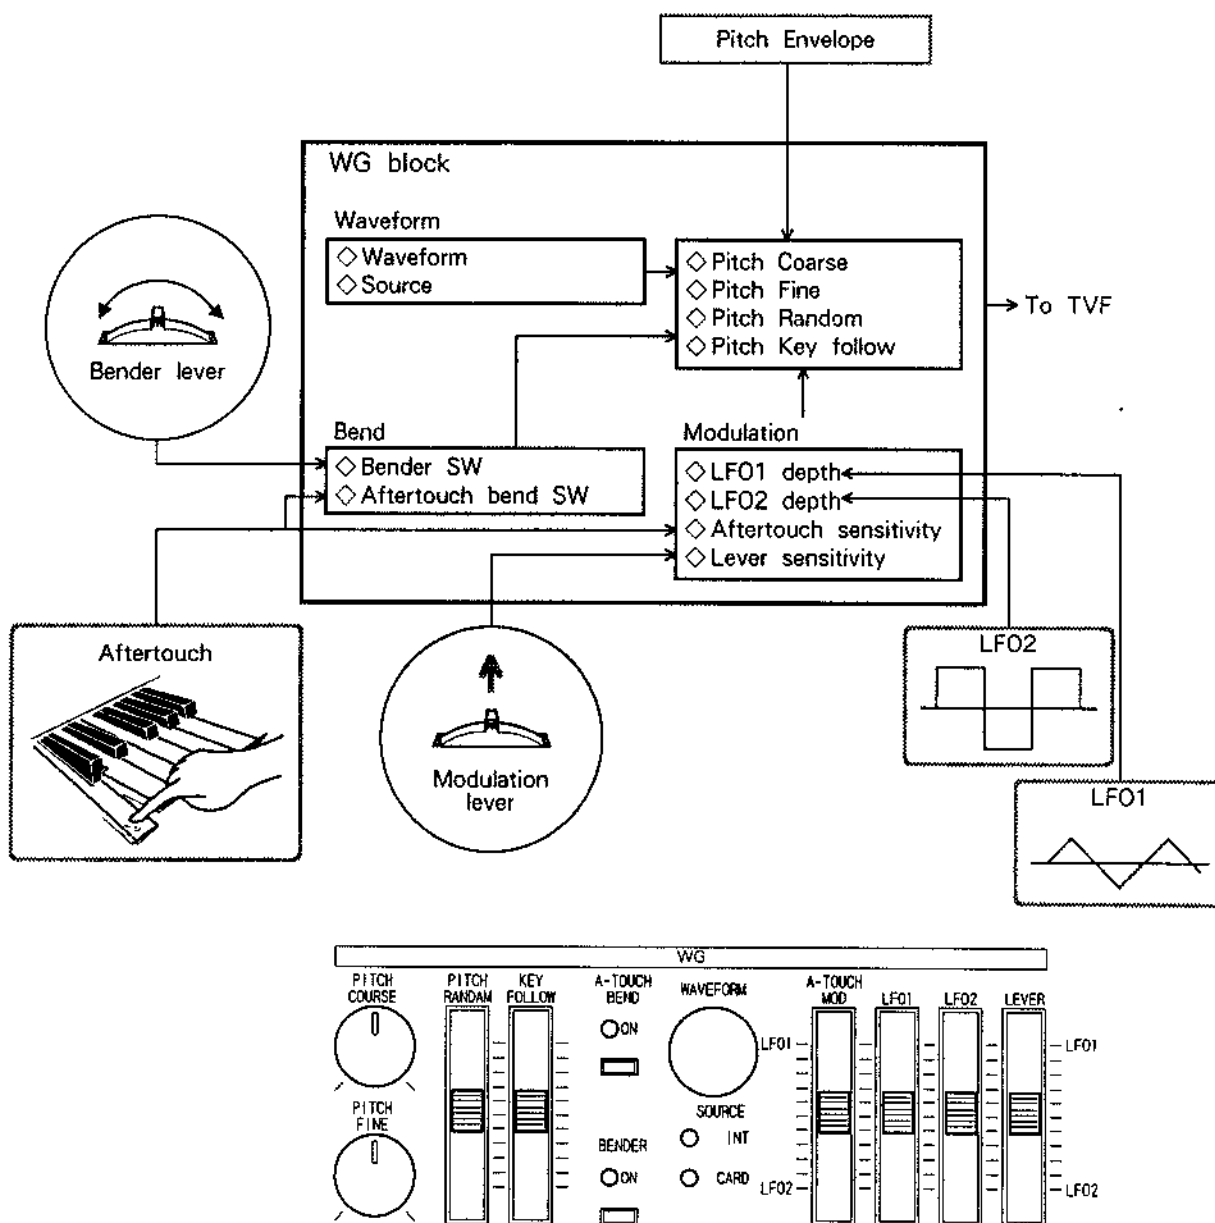 Pitch Envelope
WG block
Waveform
◇ Waveform
◇ Source
◇ Pitch Coarse
◇ Pitch Fine
◇ Pitch Random
◇ Pitch Key follow
To TVF
Bender lever
Bend
◇ Bender SW
◇ Aftertouch bend SW
Modulation
◇ LFO1 depth
◇ LFO2 depth
◇ Aftertouch sensitivity
◇ Lever sensitivity
Aftertouch
Modulation
lever
LFO2
LFO1
WG
PITCH
COURSE
PITCH
RANDAM
KEY
FOLLOW
A-TOUCH
BEND
ON
WAVEFORM
A-TOUCH
MOD
LFO1
LFO2
LEVER
LFO1
LFO1
PITCH
FINE
SOURCE
INT
CARD
BENDER
ON
LFO2
LFO2